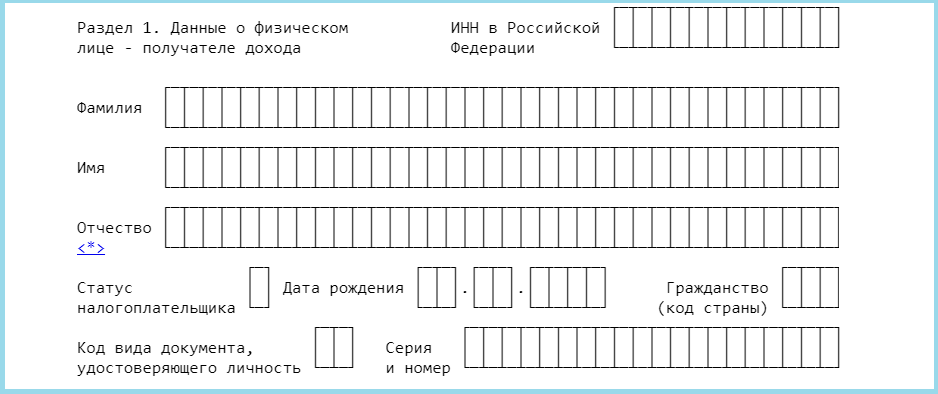 Раздел 1. Данные о физическом ИНН в Российской
лице - получателе дохода Федерации
Фамилия
Имя
Отчество
<*>
Статус Дата рождения . . Гражданство
налогоплательщика (код страны)
Код вида документа, Серия
удостоверяющего личность и номер